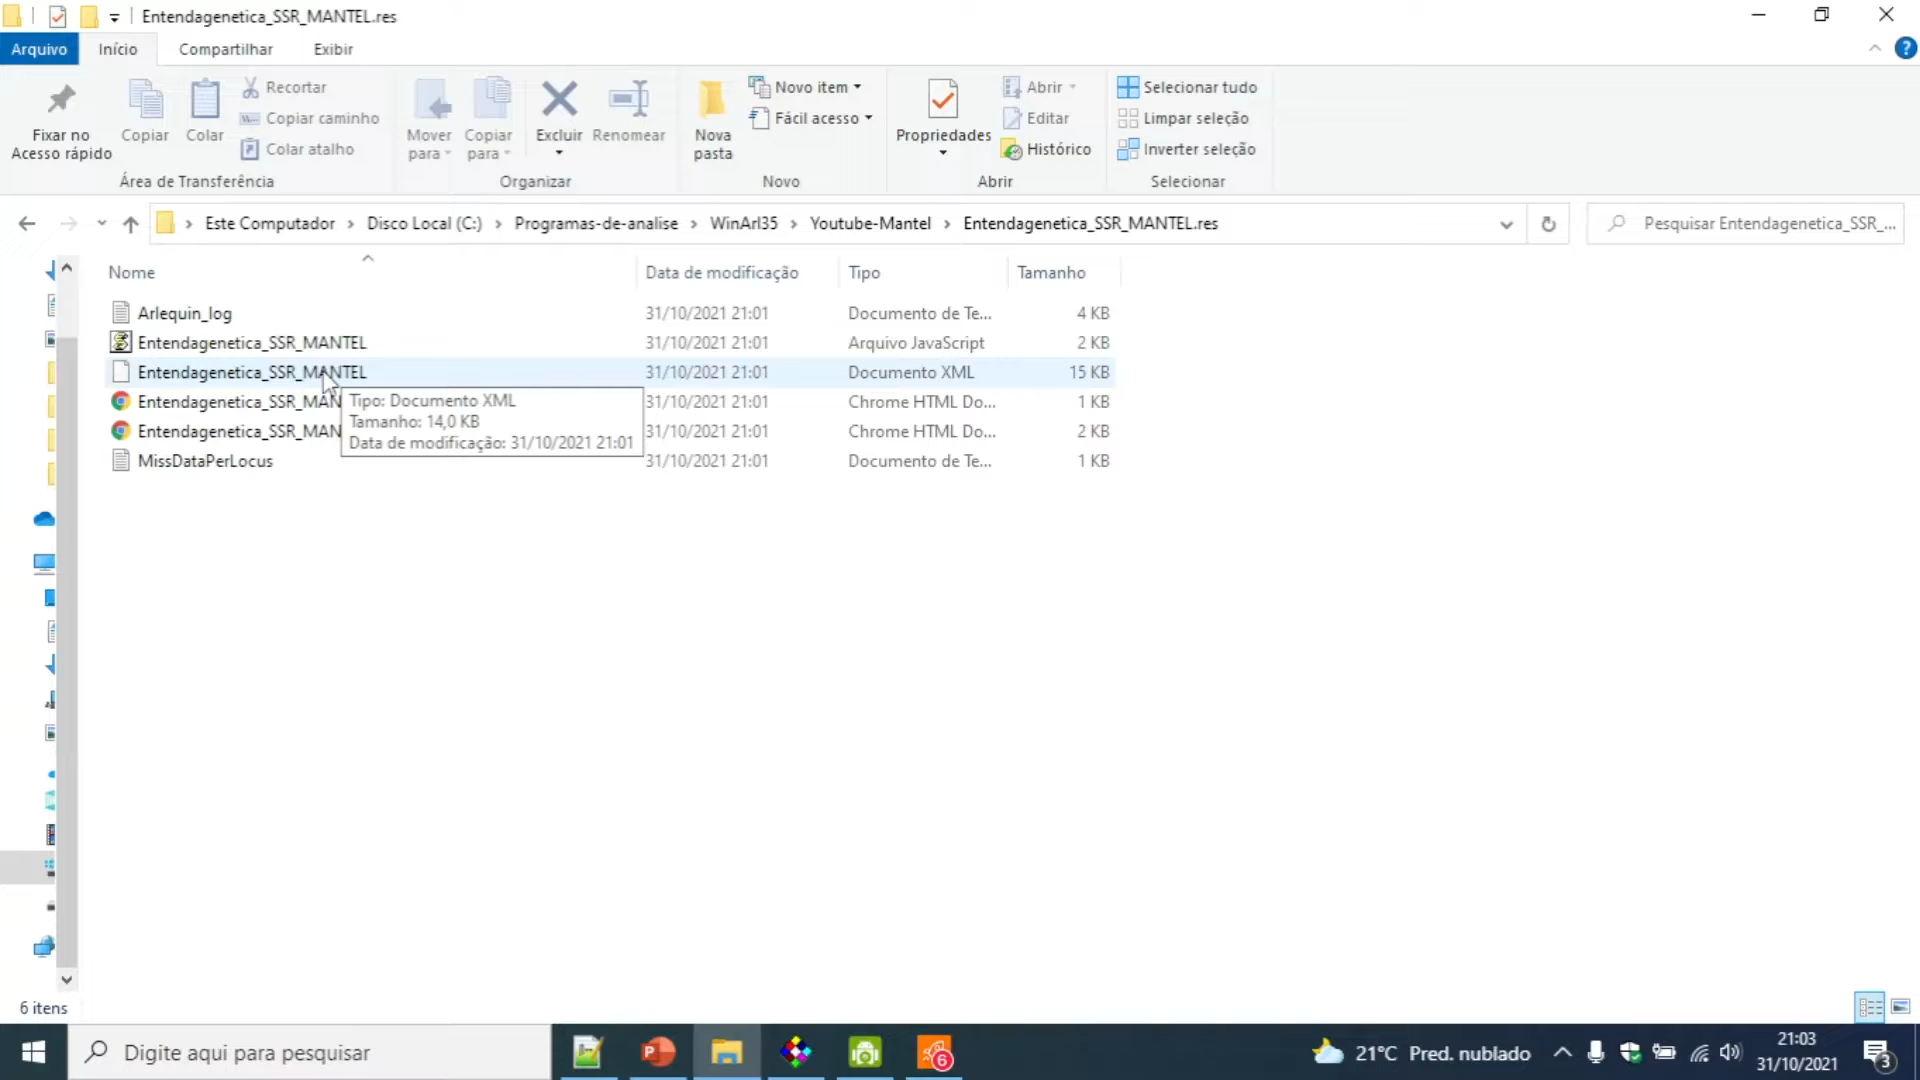 Entendagenetica_SSR_MANTEL.res
Arquivo
Início
Compartilhar
Exibir
?
Fixar no
Acesso rápido
Copiar
Colar
Recortar
Copiar caminho
Colar atalho
Mover
para
Copiar
para
Excluir
Renomear
Nova
pasta
Novo item
Fácil acesso
Propriedades
Abrir
Editar
Histórico
Selecionar tudo
Limpar seleção
Inverter seleção
Área de Transferência
Organizar
Novo
Abrir
Selecionar
Este Computador › Disco Local (C:) › Programas-de-analise › WinArl35 › Youtube-Mantel › Entendagenetica_SSR_MANTEL.res
Pesquisar Entendagenetica_SSR_...
Nome Data de modificação Tipo Tamanho
Arlequin_log 31/10/2021 21:01 Documento de Te... 4 KB
Entendagenetica_SSR_MANTEL 31/10/2021 21:01 Arquivo JavaScript 2 KB
Entendagenetica_SSR_MANTEL 31/10/2021 21:01 Documento XML 15 KB
Entendagenetica_SSR_MAN 31/10/2021 21:01 Chrome HTML Do... 1 KB
Entendagenetica_SSR_MAN 31/10/2021 21:01 Chrome HTML Do... 2 KB
MissDataPerLocus 31/10/2021 21:01 Documento de Te... 1 KB
Tipo: Documento XML
Tamanho: 14,0 KB
Data de modificação: 31/10/2021 21:01
6 itens
Digite aqui para pesquisar
P
6
21°C Pred. nublado
21:03
31/10/2021
3